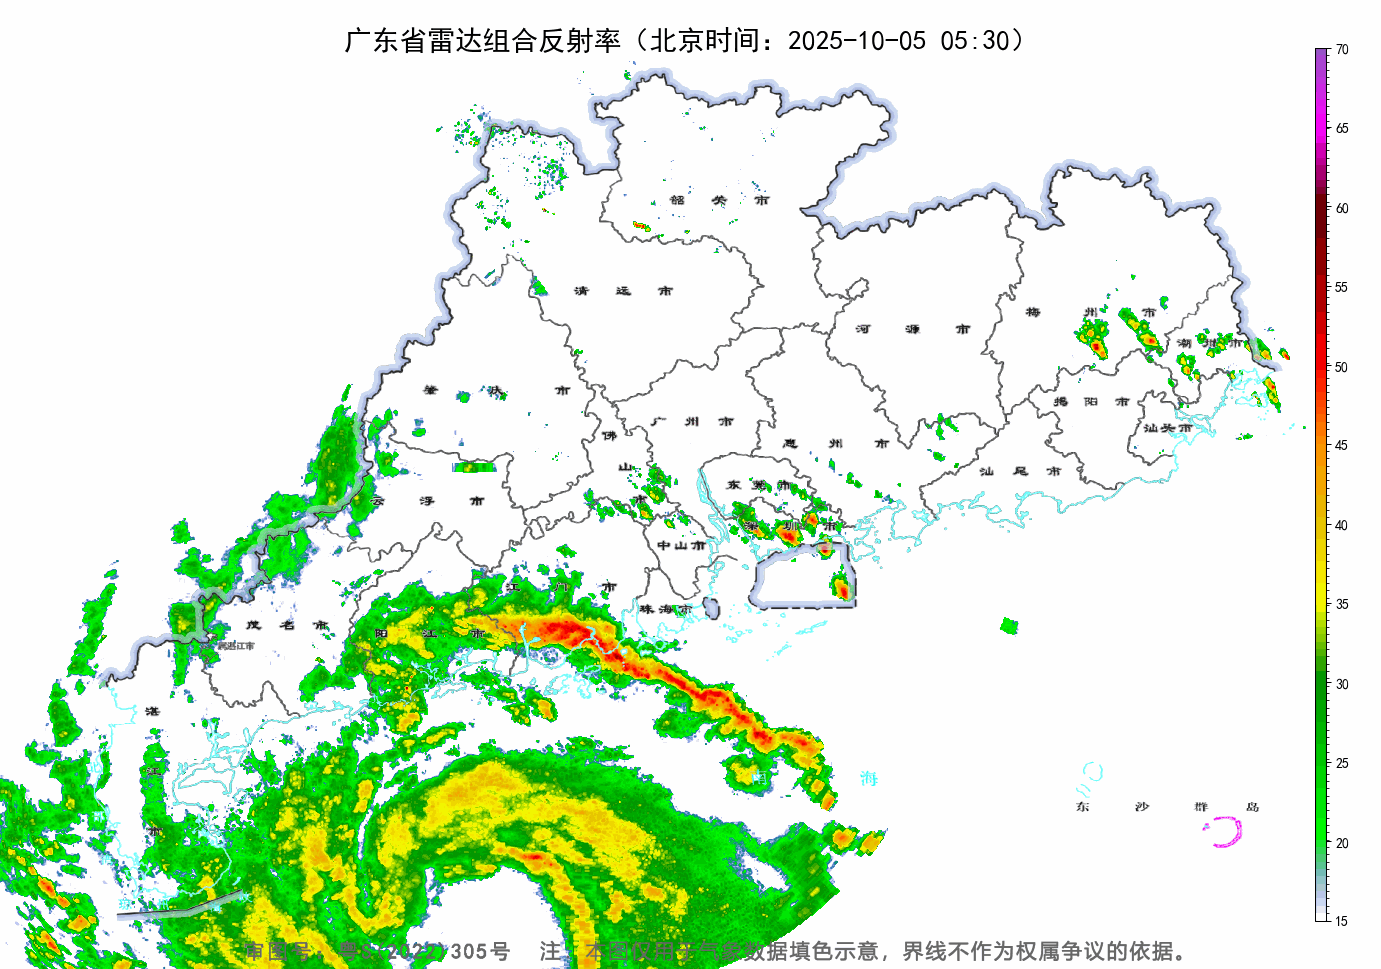 广东省雷达组合反射率（北京时间：2025-10-05 05:30）
70
65
60
55
50
45
40
35
30
25
20
15
韶 关 市
清 远 市
河 源 市
梅 州 市
潮 州 市
肇 庆 市
广 州 市
惠 州 市
揭 阳 市
汕头市
佛 山 市
东 莞 市
汕 尾 市
云 浮 市
深 圳 市
中山市
江 门 市
珠海市
茂 名 市
阳 江 市
属湛江市
湛 江 市
南 海
东 沙 群 岛
审图号：粤S(2022)305号 注：本图仅用于气象数据填色示意，界线不作为权属争议的依据。